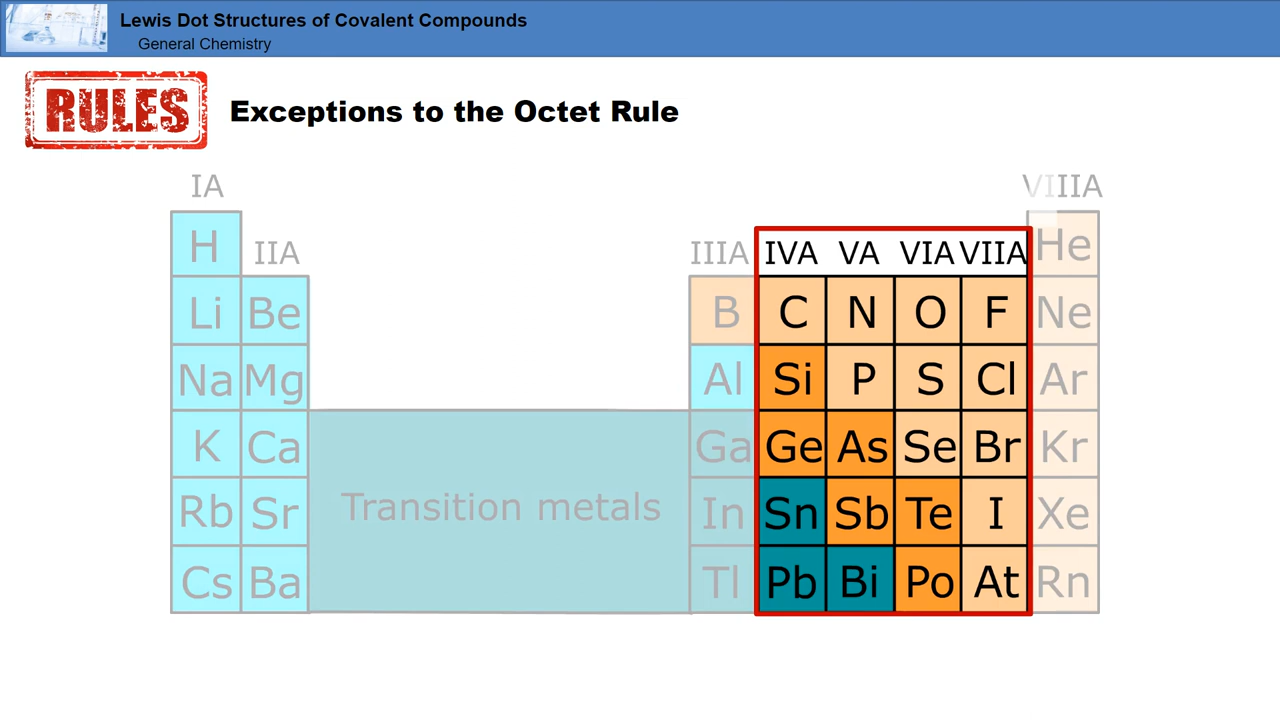 Lewis Dot Structures of Covalent Compounds
General Chemistry
RULES
Exceptions to the Octet Rule
IA VIIIA
H IIA IIIA IVA VA VIA VIIA He
Li Be B C N O F Ne
Na Mg Al Si P S Cl Ar
K Ca Ga Ge As Se Br Kr
Rb Sr Transition metals In Sn Sb Te I Xe
Cs Ba Tl Pb Bi Po At Rn